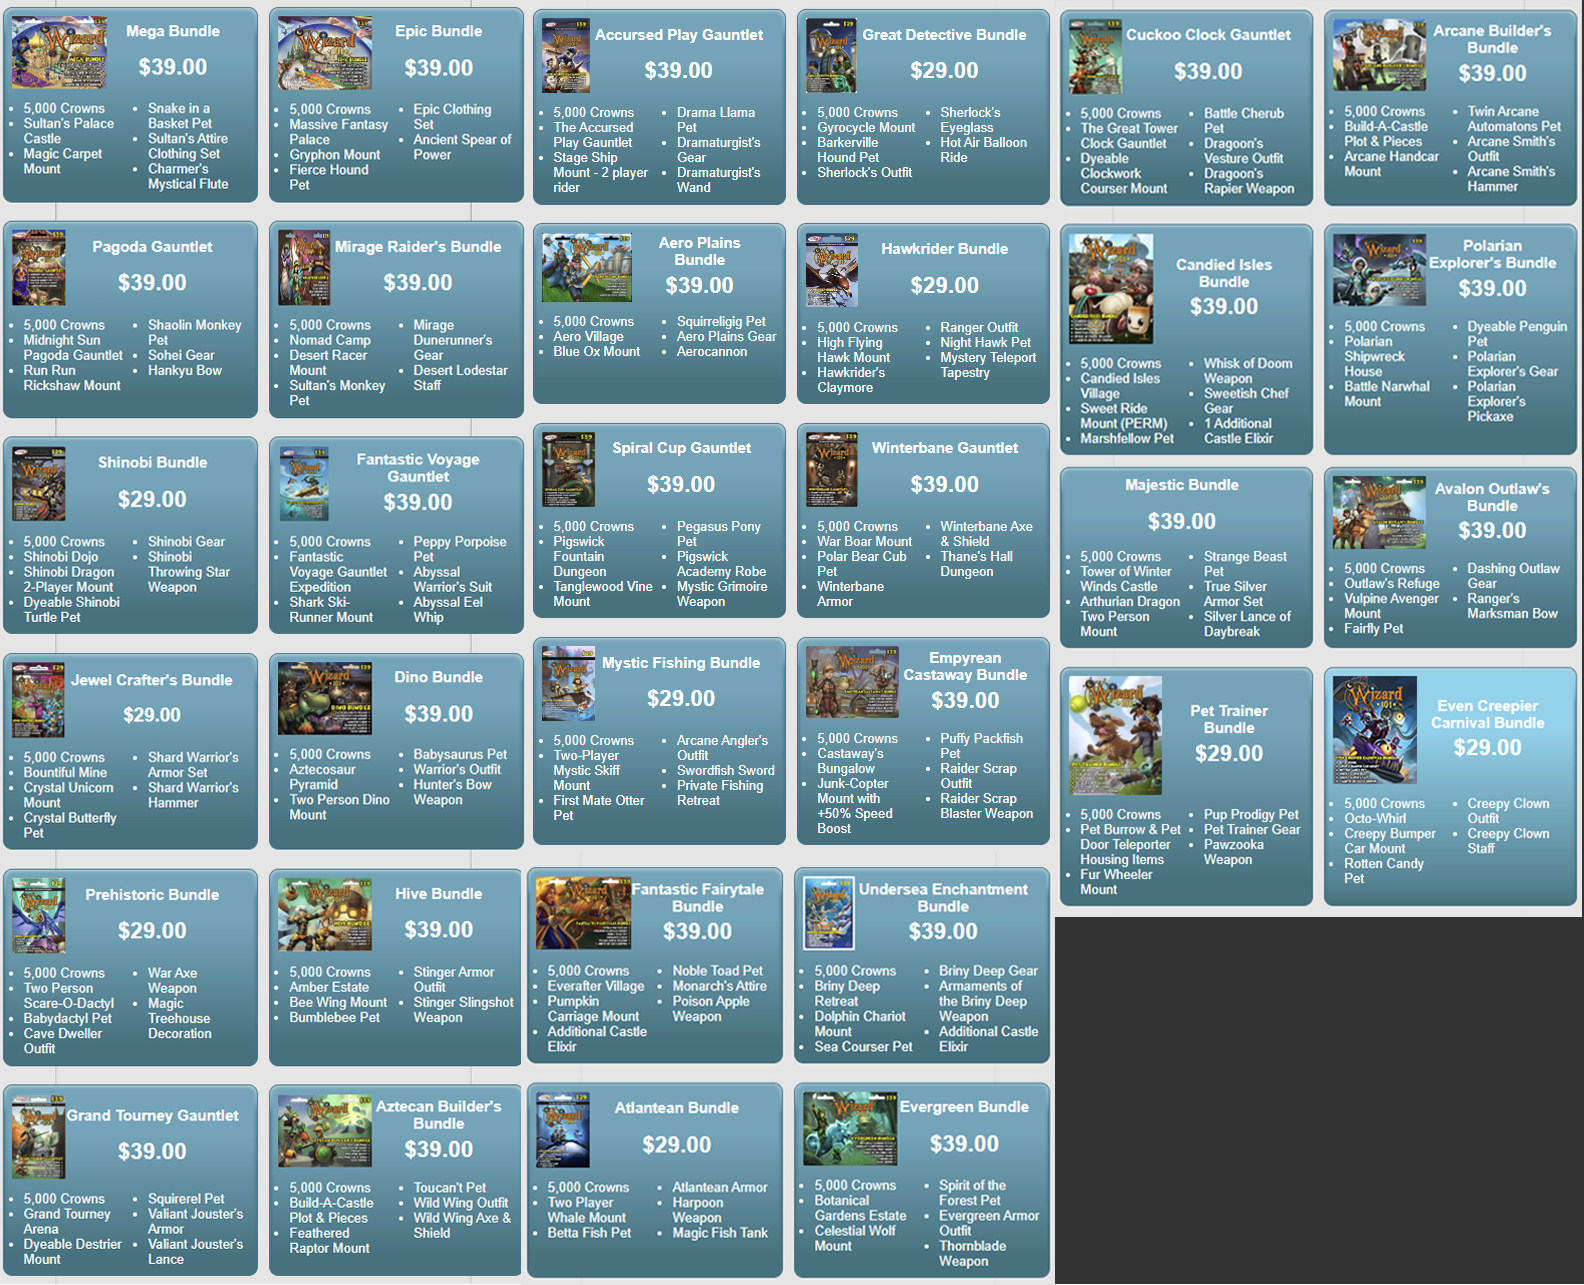 Mega Bundle
$39.00
5,000 Crowns
Sultan's Palace
Castle
Magic Carpet
Mount
Snake in a
Basket Pet
Sultan's Attire
Clothing Set
Charmer's
Mystical Flute
Epic Bundle
$39.00
5,000 Crowns
Massive Fantasy
Palace
Gryphon Mount
Fierce Hound
Pet
Epic Clothing
Set
Ancient Spear of
Power
Accursed Play Gauntlet
$39.00
5,000 Crowns
The Accursed
Play Gauntlet
Stage Ship
Mount - 2 player
rider
Drama Llama
Pet
Dramaturgist's
Gear
Dramaturgist's
Wand
Great Detective Bundle
$29.00
5,000 Crowns
Gyrocycle Mount
Barkerville
Hound Pet
Sherlock's Outfit
Sherlock's
Eyeglass
Hot Air Balloon
Ride
Cuckoo Clock Gauntlet
$39.00
5,000 Crowns
The Great Tower
Clock Gauntlet
Dyeable
Clockwork
Courser Mount
Battle Cherub
Pet
Dragoon's
Vesture Outfit
Dragoon's
Rapier Weapon
Arcane Builder's
Bundle
$39.00
5,000 Crowns
Build-A-Castle
Plot & Pieces
Arcane Handcar
Mount
Twin Arcane
Automatons Pet
Arcane Smith's
Outfit
Arcane Smith's
Hammer
Pagoda Gauntlet
$39.00
5,000 Crowns
Midnight Sun
Pagoda Gauntlet
Run Run
Rickshaw Mount
Shaolin Monkey
Pet
Sohei Gear
Hankyu Bow
Mirage Raider's Bundle
$39.00
5,000 Crowns
Nomad Camp
Desert Racer
Mount
Sultan's Monkey
Pet
Mirage
Dunerunner's
Gear
Desert Lodestar
Staff
Aero Plains
Bundle
$39.00
5,000 Crowns
Aero Village
Blue Ox Mount
Squirreligig Pet
Aero Plains Gear
Aerocannon
Hawkrider Bundle
$29.00
5,000 Crowns
High Flying
Hawk Mount
Hawkrider's
Claymore
Ranger Outfit
Night Hawk Pet
Mystery Teleport
Tapestry
Candied Isles
Bundle
$39.00
5,000 Crowns
Candied Isles
Village
Sweet Ride
Mount (PERM)
Marshfellow Pet
Whisk of Doom
Weapon
Sweetish Chef
Gear
1 Additional
Castle Elixir
Polarian
Explorer's Bundle
$39.00
5,000 Crowns
Polarian
Shipwreck
House
Battle Narwhal
Mount
Dyeable Penguin
Pet
Polarian
Explorer's Gear
Polarian
Explorer's
Pickaxe
Shinobi Bundle
$29.00
5,000 Crowns
Shinobi Dojo
Shinobi Dragon
2-Player Mount
Dyeable Shinobi
Turtle Pet
Shinobi Gear
Shinobi
Throwing Star
Weapon
Fantastic Voyage
Gauntlet
$39.00
5,000 Crowns
Fantastic
Voyage Gauntlet
Expedition
Shark Ski-
Runner Mount
Peppy Porpoise
Pet
Abyssal
Warrior's Suit
Abyssal Eel
Whip
Spiral Cup Gauntlet
$39.00
5,000 Crowns
Pigswick
Fountain
Dungeon
Tanglewood Vine
Mount
Pegasus Pony
Pet
Pigswick
Academy Robe
Mystic Grimoire
Weapon
Winterbane Gauntlet
$39.00
5,000 Crowns
War Boar Mount
Polar Bear Cub
Pet
Winterbane
Armor
Winterbane Axe
& Shield
Thane's Hall
Dungeon
Majestic Bundle
$39.00
5,000 Crowns
Tower of Winter
Winds Castle
Arthurian Dragon
Two Person
Mount
Strange Beast
Pet
True Silver
Armor Set
Silver Lance of
Daybreak
Avalon Outlaw's
Bundle
$39.00
5,000 Crowns
Outlaw's Refuge
Vulpine Avenger
Mount
Fairfly Pet
Dashing Outlaw
Gear
Ranger's
Marksman Bow
Jewel Crafter's Bundle
$29.00
5,000 Crowns
Bountiful Mine
Crystal Unicorn
Mount
Crystal Butterfly
Pet
Shard Warrior's
Armor Set
Shard Warrior's
Hammer
Dino Bundle
$39.00
5,000 Crowns
Aztecosaur
Pyramid
Two Person Dino
Mount
Babysaurus Pet
Warrior's Outfit
Hunter's Bow
Weapon
Mystic Fishing Bundle
$29.00
5,000 Crowns
Two-Player
Mystic Skiff
Mount
First Mate Otter
Pet
Arcane Angler's
Outfit
Swordfish Sword
Private Fishing
Retreat
Empyrean
Castaway Bundle
$39.00
5,000 Crowns
Castaway's
Bungalow
Junk-Copter
Mount with
+50% Speed
Boost
Puffy Packfish
Pet
Raider Scrap
Outfit
Raider Scrap
Blaster Weapon
Pet Trainer
Bundle
$29.00
5,000 Crowns
Pet Burrow & Pet
Door Teleporter
Housing Items
Fur Wheeler
Mount
Pup Prodigy Pet
Pet Trainer Gear
Pawzooka
Weapon
Even Creepier
Carnival Bundle
$29.00
5,000 Crowns
Octo-Whirl
Creepy Bumper
Car Mount
Rotten Candy
Pet
Creepy Clown
Outfit
Creepy Clown
Staff
Prehistoric Bundle
$29.00
5,000 Crowns
Two Person
Scare-O-Dactyl
Babydactyl Pet
Cave Dweller
Outfit
War Axe
Weapon
Magic
Treehouse
Decoration
Hive Bundle
$39.00
5,000 Crowns
Amber Estate
Bee Wing Mount
Bumblebee Pet
Stinger Armor
Outfit
Stinger Slingshot
Weapon
Fantastic Fairytale
Bundle
$39.00
5,000 Crowns
Everafter Village
Pumpkin
Carriage Mount
Additional Castle
Elixir
Noble Toad Pet
Monarch's Attire
Poison Apple
Weapon
Undersea Enchantment
Bundle
$39.00
5,000 Crowns
Briny Deep
Retreat
Dolphin Chariot
Mount
Sea Courser Pet
Briny Deep Gear
Armaments of
the Briny Deep
Weapon
Additional Castle
Elixir
Grand Tourney Gauntlet
$39.00
5,000 Crowns
Grand Tourney
Arena
Dyeable Destrier
Mount
Squirerel Pet
Valiant Jouster's
Armor
Valiant Jouster's
Lance
Aztecan Builder's
Bundle
$39.00
5,000 Crowns
Build-A-Castle
Plot & Pieces
Feathered
Raptor Mount
Toucan't Pet
Wild Wing Outfit
Wild Wing Axe &
Shield
Atlantean Bundle
$29.00
5,000 Crowns
Two Player
Whale Mount
Betta Fish Pet
Atlantean Armor
Harpoon
Weapon
Magic Fish Tank
Evergreen Bundle
$39.00
5,000 Crowns
Botanical
Gardens Estate
Celestial Wolf
Mount
Spirit of the
Forest Pet
Evergreen Armor
Outfit
Thornblade
Weapon